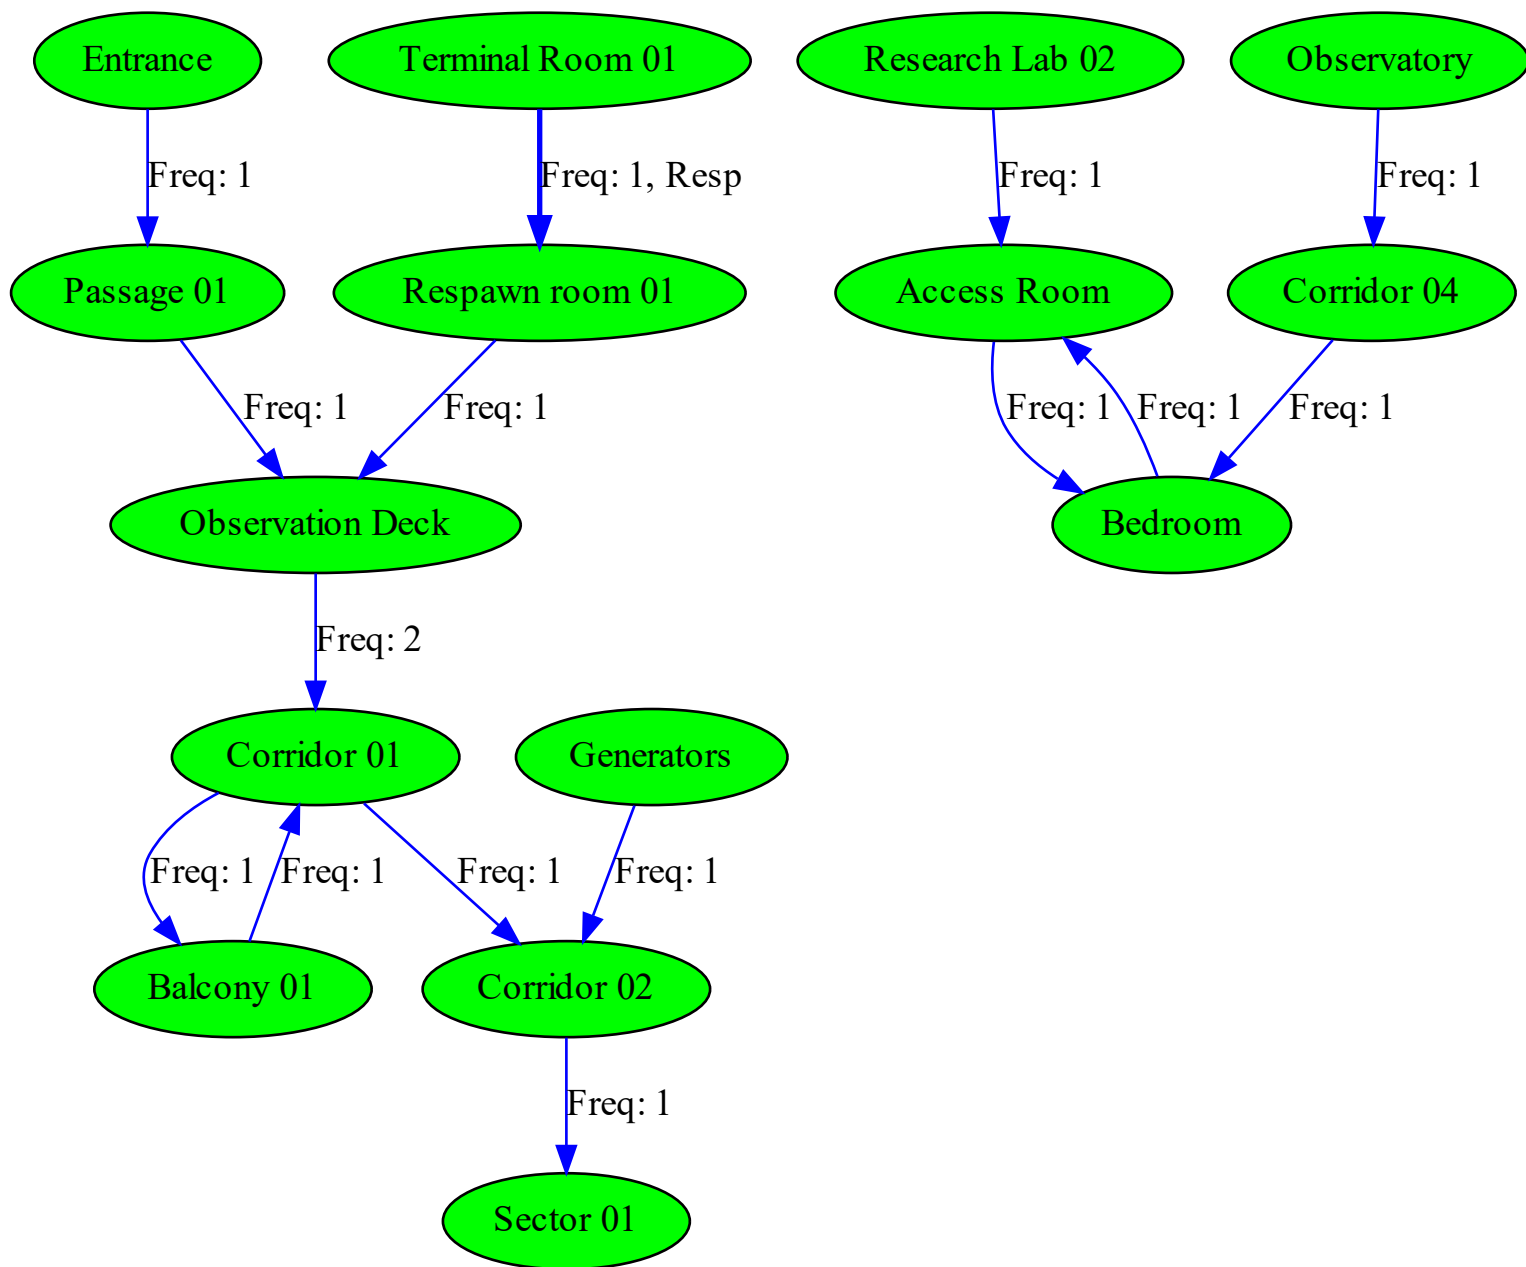 Entrance
Terminal Room 01
Research Lab 02
Observatory
Freq: 1
Freq: 1, Resp
Freq: 1
Freq: 1
Passage 01
Respawn room 01
Access Room
Corridor 04
Freq: 1
Freq: 1
Freq: 1
Freq: 1
Freq: 1
Observation Deck
Bedroom
Freq: 2
Corridor 01
Generators
Freq: 1
Freq: 1
Freq: 1
Freq: 1
Balcony 01
Corridor 02
Freq: 1
Sector 01